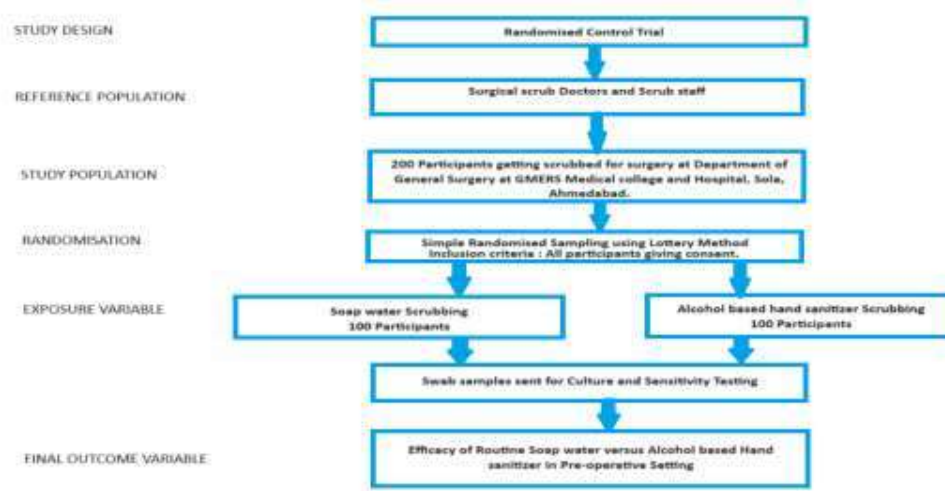 STUDY DESIGN
Randomised Control Trial
REFERENCE POPULATION
Surgical scrub Doctors and Scrub staff
STUDY POPULATION
200 Participants getting scrubbed for surgery at Department of
General Surgery at GMERS Medical college and Hospital, Sola,
Ahmedabad.
RANDOMISATION
Simple Randomised Sampling using Lottery Method
Inclusion criteria : All participants giving consent.
EXPOSURE VARIABLE
Soap water Scrubbing
100 Participants
Alcohol based hand sanitizer Scrubbing
100 Participants
Swab samples sent for Culture and Sensitivity Testing
FINAL OUTCOME VARIABLE
Efficacy of Routine Soap water versus Alcohol based Hand
sanitizer in Pre-operative Setting